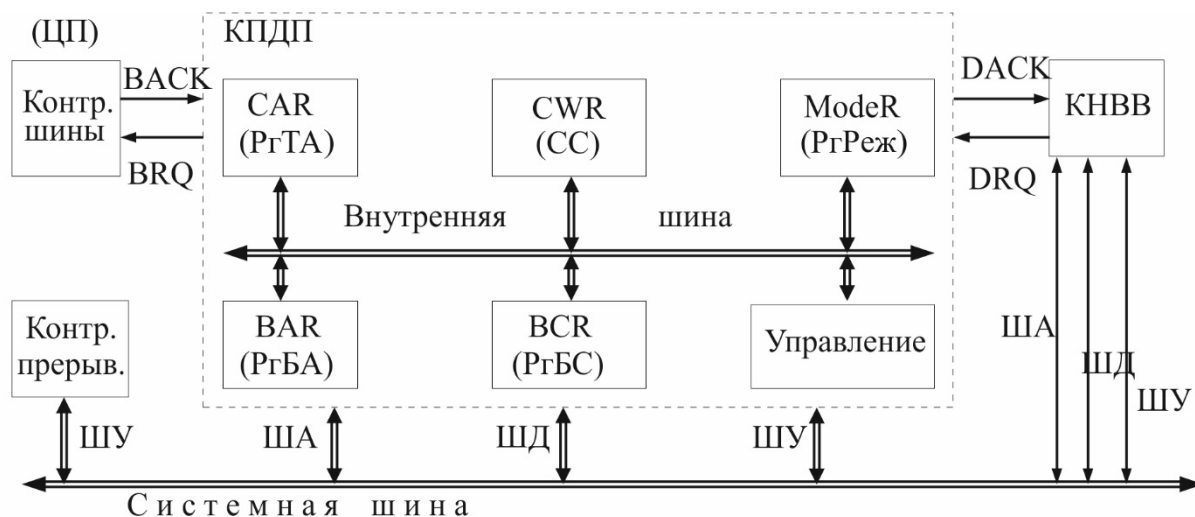 (ЦП)
КПДП
Контр.
шины
BACK
BRQ
CAR
(РгТА)
CWR
(СС)
ModeR
(РгРеж)
DACK
DRQ
КНВВ
Внутренняя шина
Контр.
прерыв.
BAR
(РгБА)
BCR
(РгБС)
Управление
ША
ШД
ШУ
ШУ
ША
ШД
ШУ
Системная шина